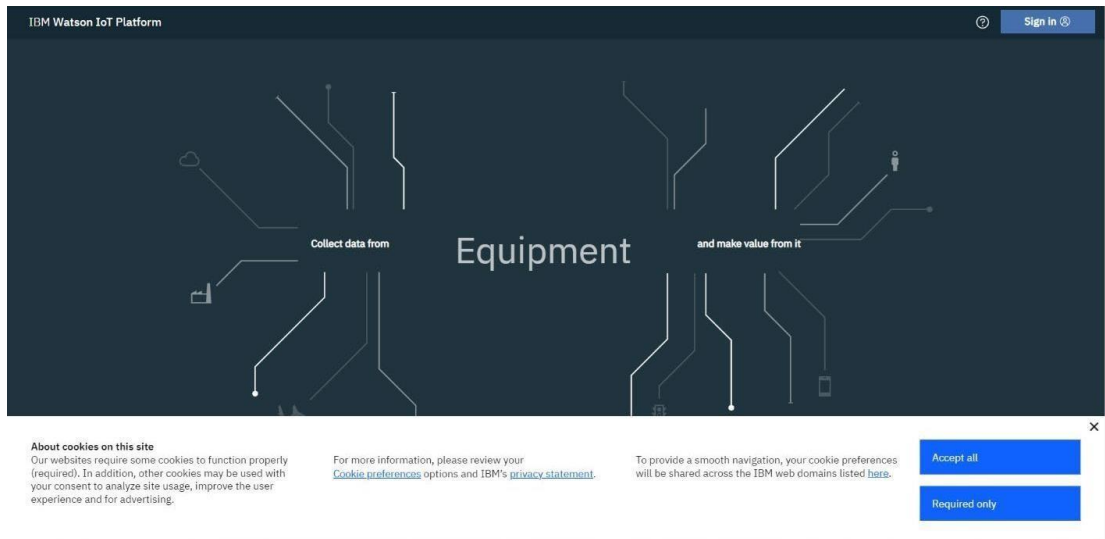 IBM Watson IoT Platform
Sign in
Collect data from
Equipment
and make value from it
About cookies on this site
Our websites require some cookies to function properly
(required). In addition, other cookies may be used with
your consent to analyze site usage, improve the user
experience and for advertising.
For more information, please review your
Cookie preferences options and IBM's privacy statement.
To provide a smooth navigation, your cookie preferences
will be shared across the IBM web domains listed here.
Accept all
Required only